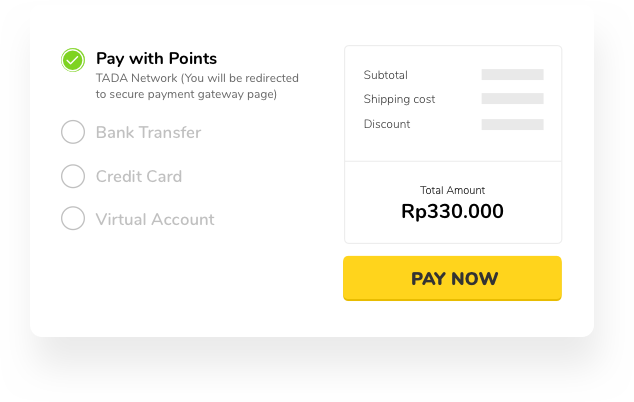 Pay with Points
TADA Network (You will be redirected
to secure payment gateway page)
Bank Transfer
Credit Card
Virtual Account
Subtotal
Shipping cost
Discount
Total Amount
Rp330.000
PAY NOW